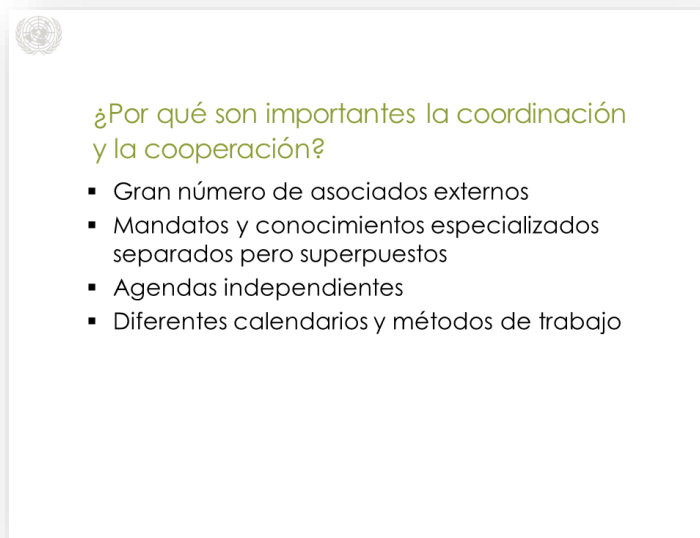 ¿Por qué son importantes la coordinación
y la cooperación?
▪ Gran número de asociados externos
▪ Mandatos y conocimientos especializados
separados pero superpuestos
▪ Agendas independientes
▪ Diferentes calendarios y métodos de trabajo